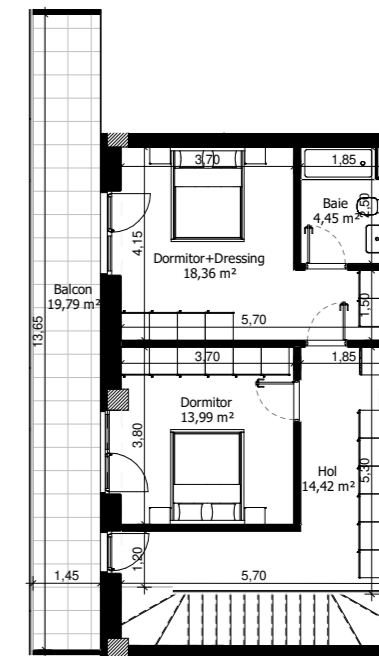 3,70
1,85
Baie
4,45 m²
2,50
4,15
Dormitor+Dressing
18,36 m²
Balcon
19,79 m²
13,65
1,50
5,70
3,70
1,85
Dormitor
13,99 m²
3,80
5,30
Hol
14,42 m²
1,20
1,45
5,70